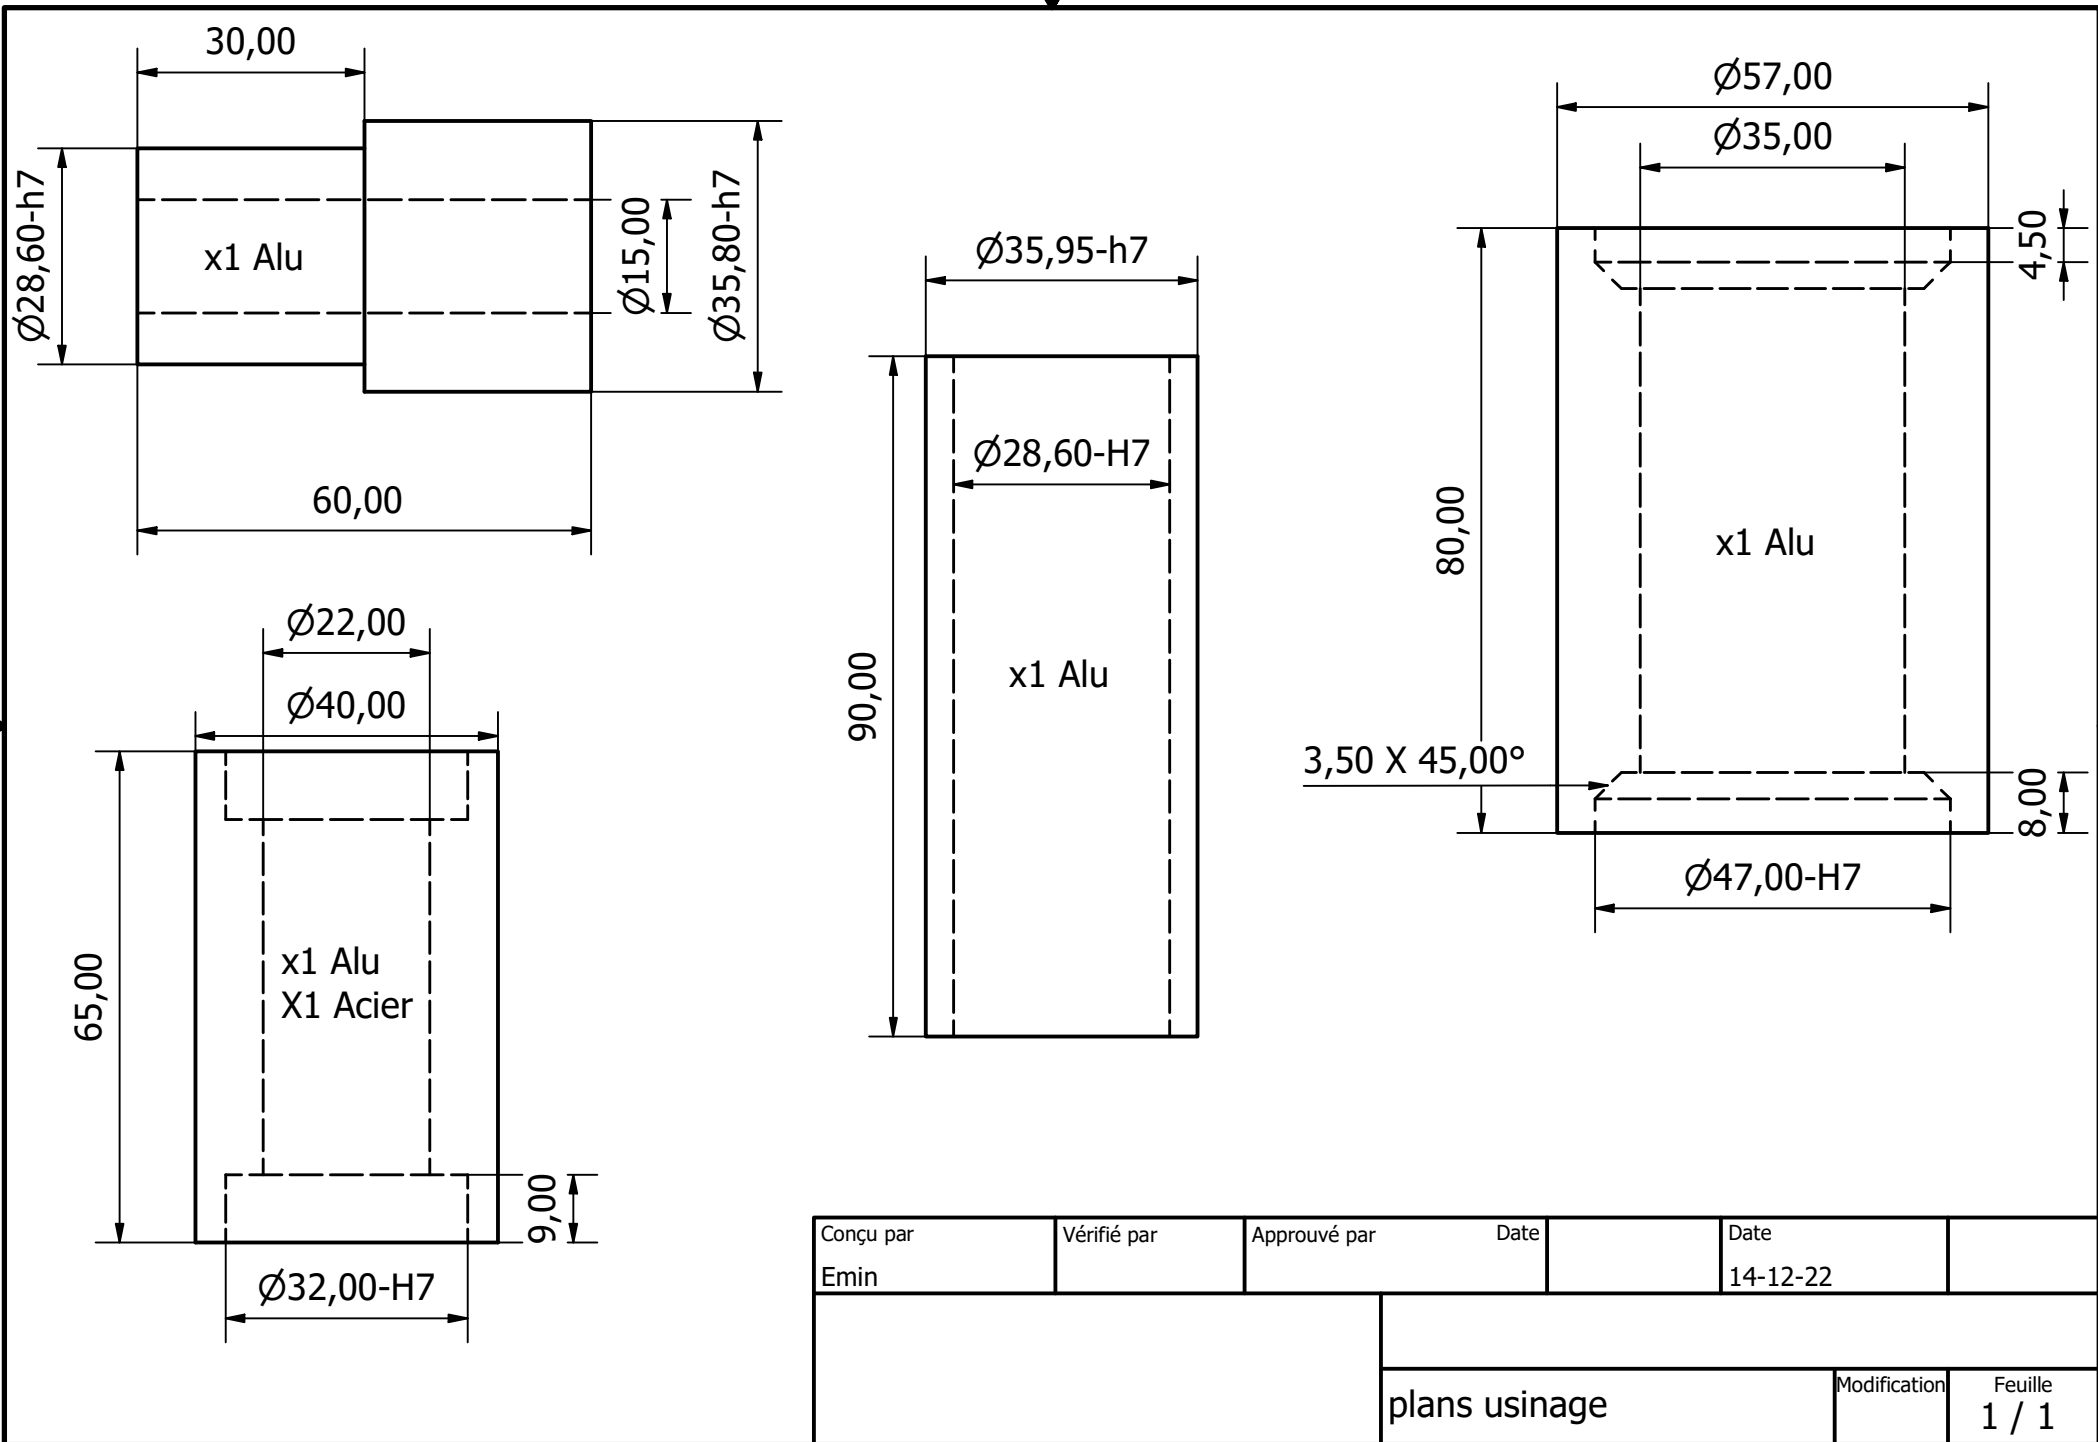 30,00
Ø28,60-h7
x1 Alu
Ø15,00
Ø35,80-h7
60,00
Ø22,00
Ø40,00
65,00
x1 Alu
X1 Acier
9,00
Ø32,00-H7
Ø35,95-h7
Ø28,60-H7
90,00
x1 Alu
Ø57,00
Ø35,00
4,50
80,00
x1 Alu
3,50 X 45,00°
8,00
Ø47,00-H7
Conçu par
Emin
Vérifié par
Approuvé par
Date
Date
14-12-22
plans usinage
Modification
Feuille
1 / 1